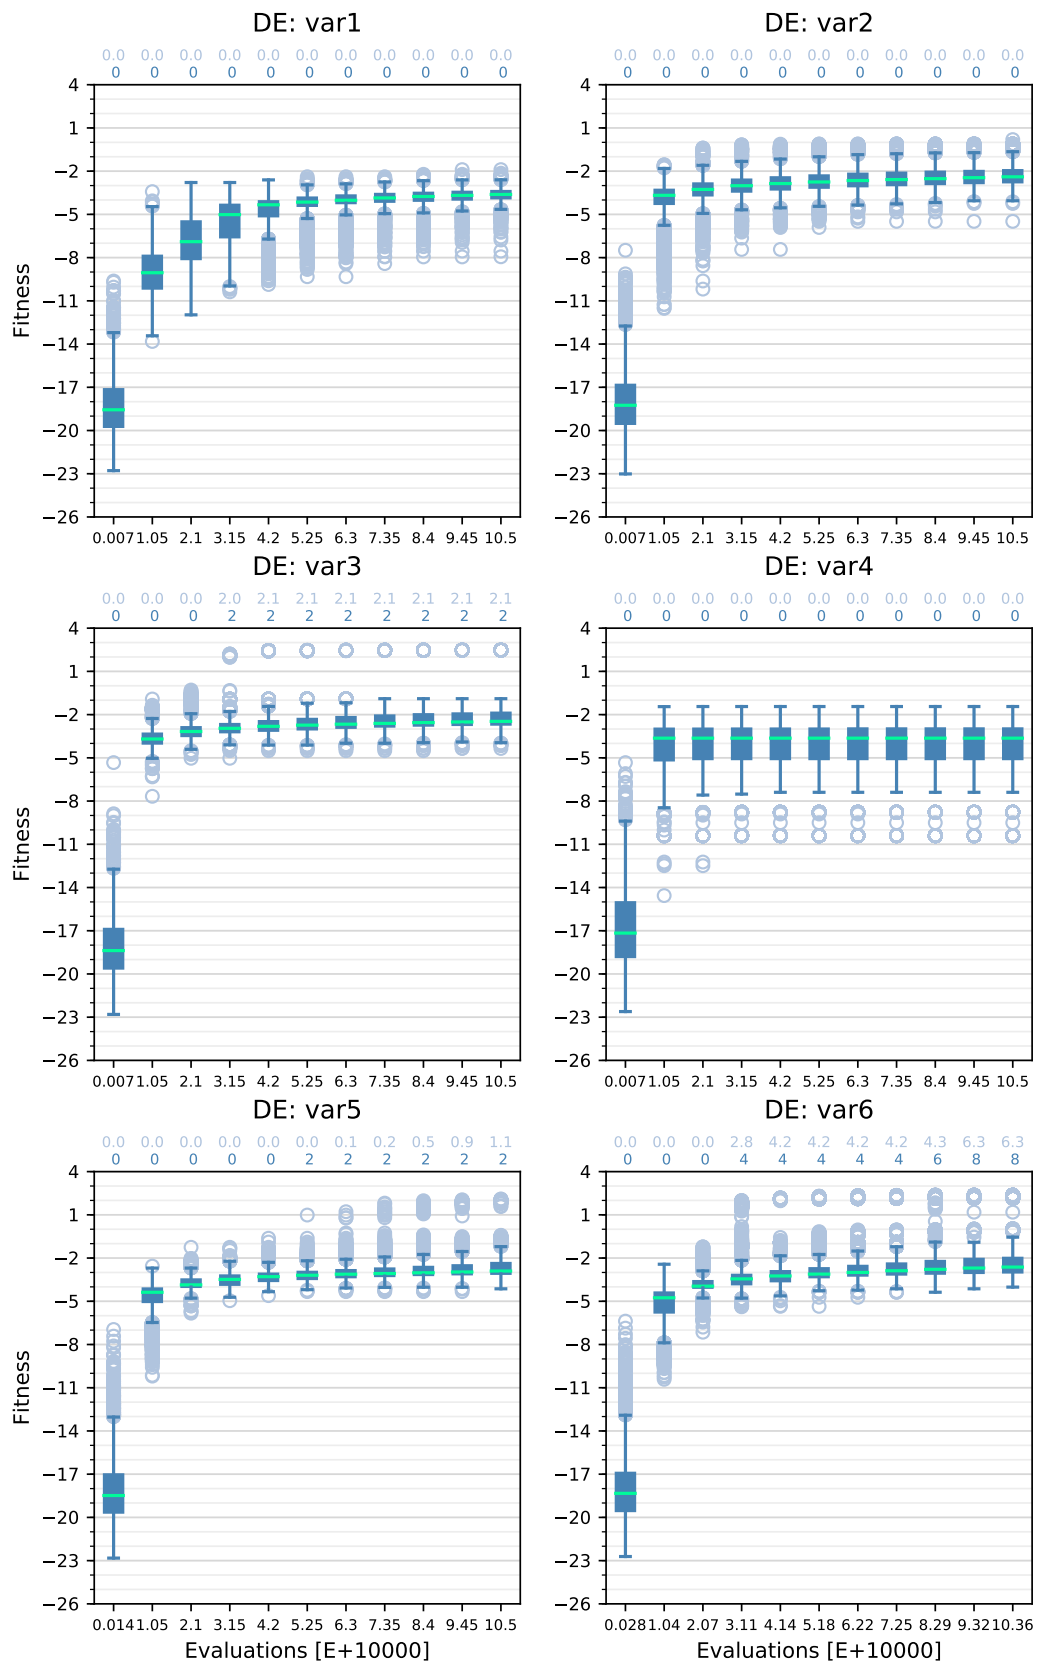 DE: var1
0.0 0.0 0.0 0.0 0.0 0.0 0.0 0.0 0.0 0.0 0.0
0 0 0 0 0 0 0 0 0 0 0
4
1
−2
−5
−8
−11
−14
−17
−20
−23
−26
Fitness
0.007 1.05 2.1 3.15 4.2 5.25 6.3 7.35 8.4 9.45 10.5
DE: var2
0.0 0.0 0.0 0.0 0.0 0.0 0.0 0.0 0.0 0.0 0.0
0 0 0 0 0 0 0 0 0 0 0
4
1
−2
−5
−8
−11
−14
−17
−20
−23
−26
0.007 1.05 2.1 3.15 4.2 5.25 6.3 7.35 8.4 9.45 10.5
DE: var3
0.0 0.0 0.0 2.0 2.1 2.1 2.1 2.1 2.1 2.1 2.1
0 0 0 2 2 2 2 2 2 2 2
4
1
−2
−5
−8
−11
−14
−17
−20
−23
−26
0.007 1.05 2.1 3.15 4.2 5.25 6.3 7.35 8.4 9.45 10.5
DE: var4
0.0 0.0 0.0 0.0 0.0 0.0 0.0 0.0 0.0 0.0 0.0
0 0 0 0 0 0 0 0 0 0 0
4
1
−2
−5
−8
−11
−14
−17
−20
−23
−26
0.007 1.05 2.1 3.15 4.2 5.25 6.3 7.35 8.4 9.45 10.5
DE: var5
0.0 0.0 0.0 0.0 0.0 0.0 0.1 0.2 0.5 0.9 1.1
0 0 0 0 0 2 2 2 2 2 2
4
1
−2
−5
−8
−11
−14
−17
−20
−23
−26
Fitness
0.014 1.05 2.1 3.15 4.2 5.25 6.3 7.35 8.4 9.45 10.5
Evaluations [E+10000]
DE: var6
0.0 0.0 0.0 2.8 4.2 4.2 4.2 4.2 4.3 6.3 6.3
0 0 0 4 4 4 4 4 6 8 8
4
1
−2
−5
−8
−11
−14
−17
−20
−23
−26
0.028 1.04 2.07 3.11 4.14 5.18 6.22 7.25 8.29 9.32 10.36
Evaluations [E+10000]